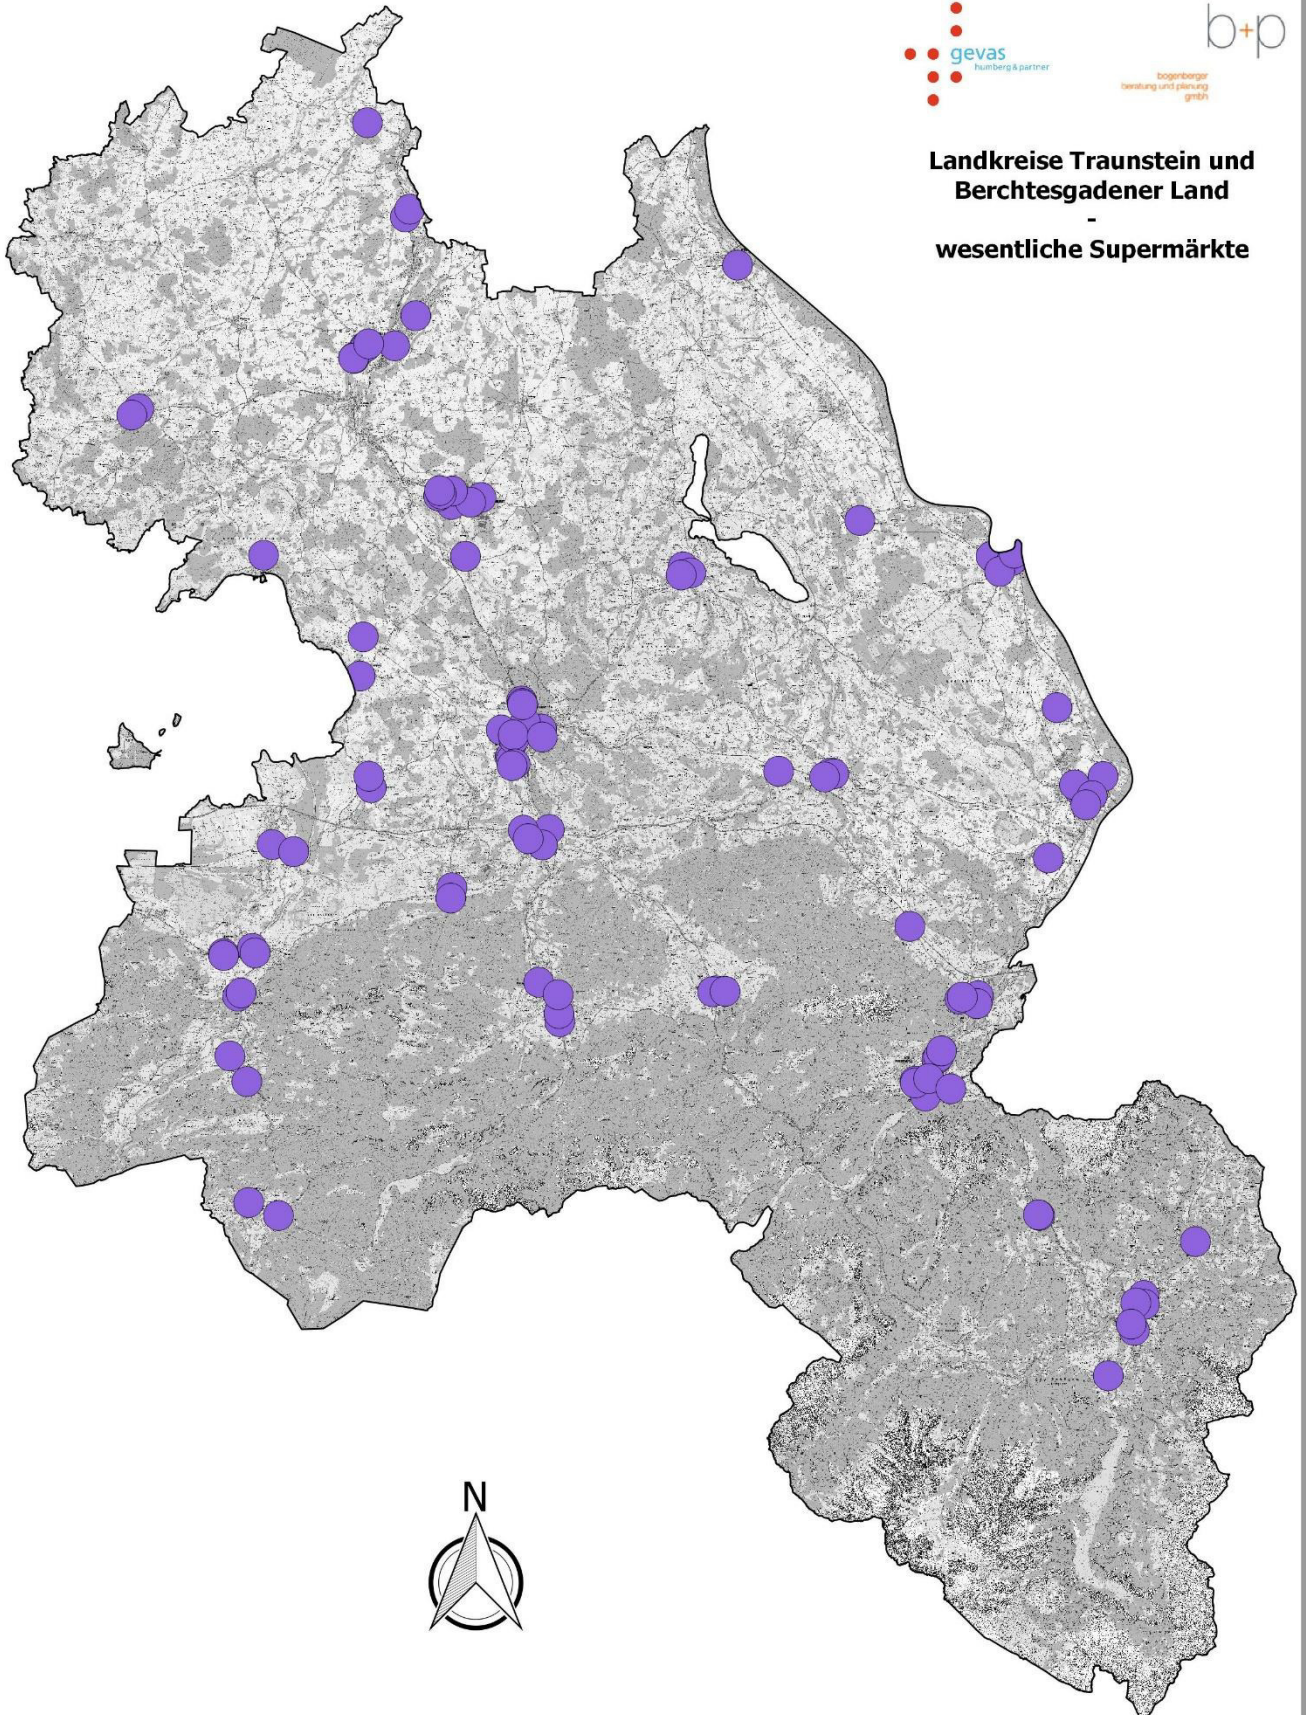 gevas
humberg & partner
b+p
bogenberger
beratung und planung
gmbh
Landkreise Traunstein und
Berchtesgadener Land
-
wesentliche Supermärkte
N